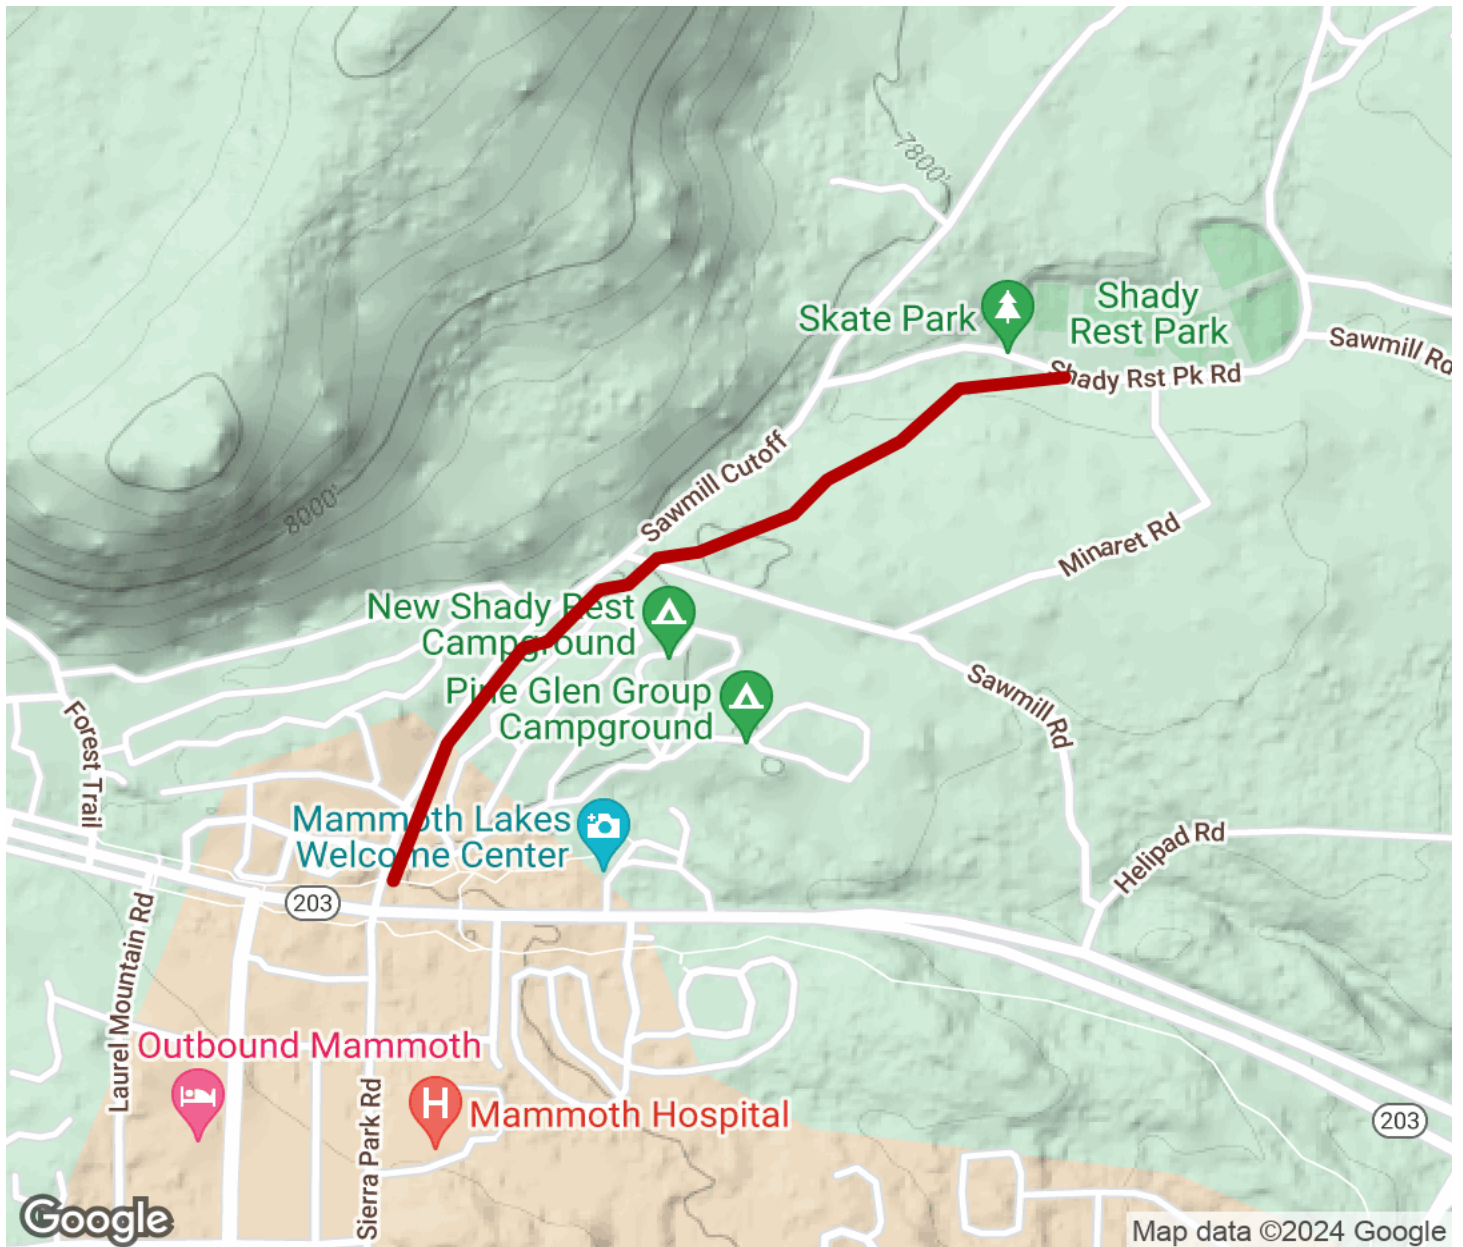 7800'
Skate Park
Shady
Rest Park
Sawmill Rd
Shady Rst Pk Rd
Sawmill Cutoff
8000'
Minaret Rd
New Shady Rest
Campground
Pine Glen Group
Campground
Sawmill Rd
Forest Trail
Mammoth Lakes
Welcome Center
Helipad Rd
203
Laurel Mountain Rd
Outbound Mammoth
Sierra Park Rd
Mammoth Hospital
203
Google
Map data ©2024 Google